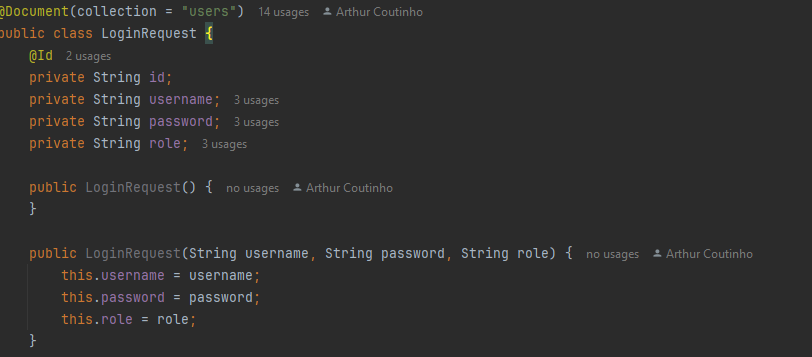 @Document(collection = "users") 14 usages Arthur Coutinho
public class LoginRequest {
@Id 2 usages
private String id;
private String username; 3 usages
private String password; 3 usages
private String role; 3 usages
public LoginRequest() { no usages Arthur Coutinho
}
public LoginRequest(String username, String password, String role) { no usages Arthur Coutinho
this.username = username;
this.password = password;
this.role = role;
}